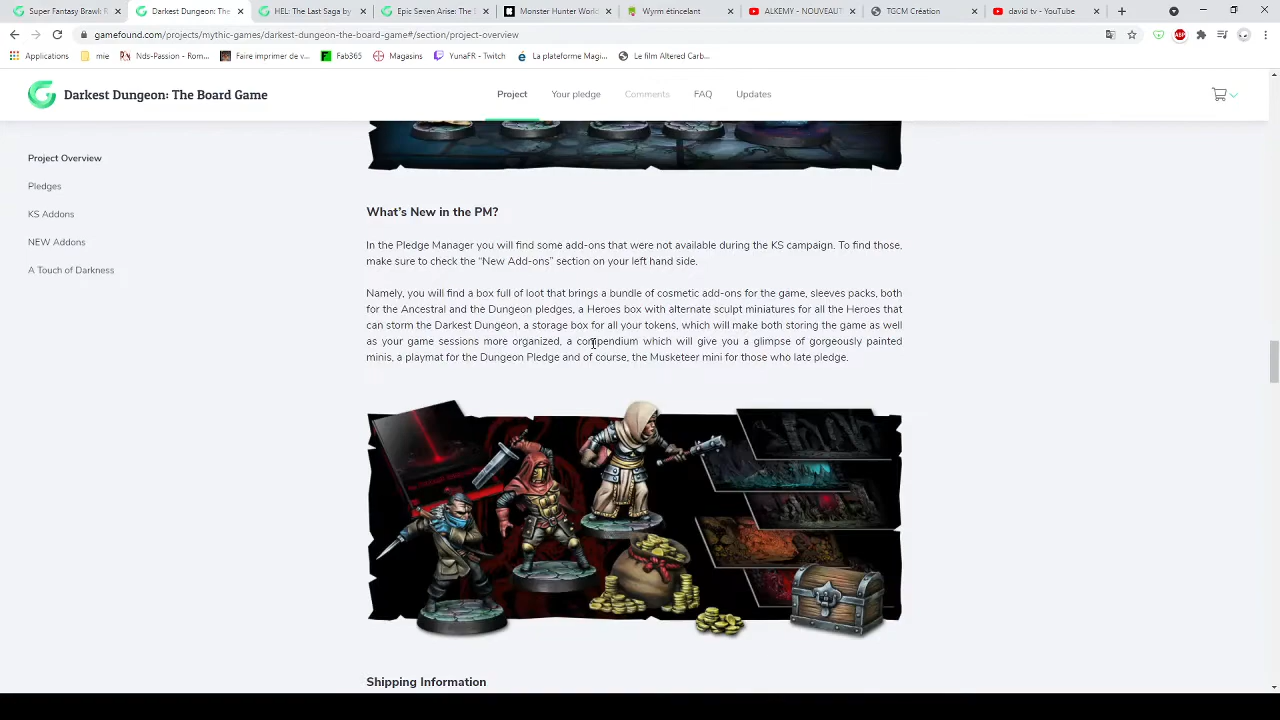 Super Fantasy Brawk R
Darkest Dungeon: The
HEL: The Last Saga by
Epic Seven Arise: The
Monster Hunter World
Wyrm étincelant
ALKEMY - NOUVEAUT
TGCM Création
david tv - YouTube
gamefound.com/projects/mythic-games/darkest-dungeon-the-board-game#/section/project-overview
Applications
mie
Nds-Passion - Rom...
Faire imprimer de v...
Fab365
Magasins
YunaFR - Twitch
La plateforme Magi...
Le film Altered Carb...
Darkest Dungeon: The Board Game
Project
Your pledge
Comments
FAQ
Updates
Project Overview
Pledges
KS Addons
NEW Addons
A Touch of Darkness
What's New in the PM?
In the Pledge Manager you will find some add-ons that were not available during the KS campaign. To find those,
make sure to check the “New Add-ons” section on your left hand side.
Namely, you will find a box full of loot that brings a bundle of cosmetic add-ons for the game, sleeves packs, both
for the Ancestral and the Dungeon pledges, a Heroes box with alternate sculpt miniatures for all the Heroes that
can storm the Darkest Dungeon, a storage box for all your tokens, which will make both storing the game as well
as your game sessions more organized, a compendium which will give you a glimpse of gorgeously painted
minis, a playmat for the Dungeon Pledge and of course, the Musketeer mini for those who late pledge.
Shipping Information